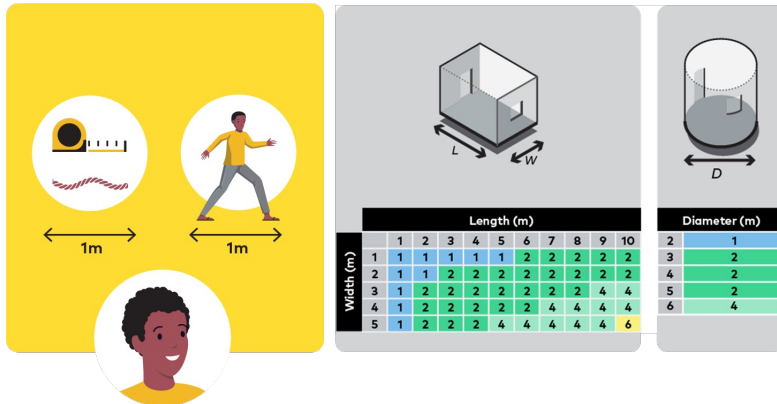 1m
1m
L
W
Length (m)
Width (m)
1 2 3 4 5 6 7 8 9 10
1 1 1 1 1 1 2 2 2 2 2
2 1 1 2 2 2 2 2 2 2 2
3 1 2 2 2 2 2 2 2 4 4
4 1 2 2 2 2 2 4 4 4 4
5 1 2 2 2 4 4 4 4 4 6
D
Diameter (m)
2 1
3 2
4 2
5 2
6 4